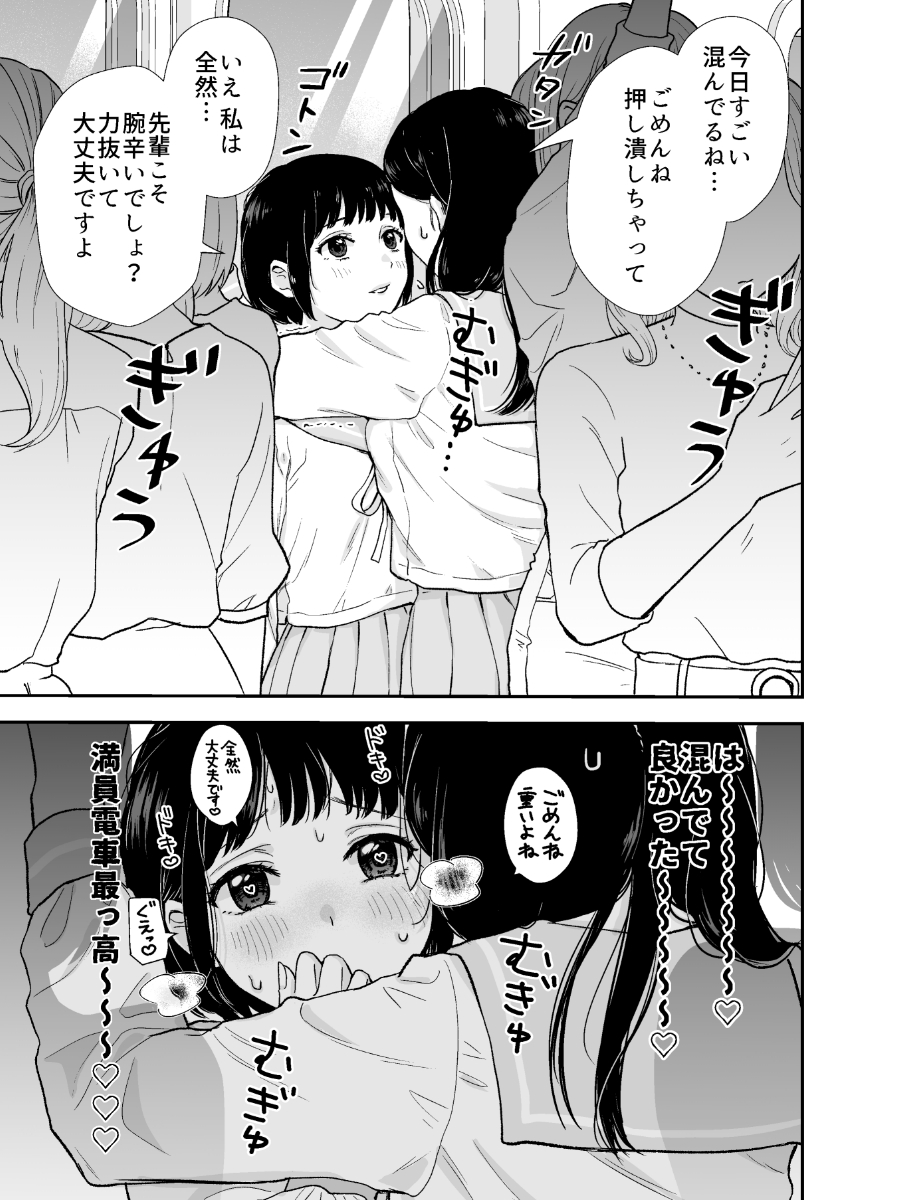 今日すごい
混んでるね…
ごめんね
押し潰しちゃって
ガタン
ゴトン
いえ 私は
全然…
先輩こそ
腕辛いでしょ？
力抜いて
大丈夫ですよ
ぎゅう
むぎゅ…
ぎゅう
は～～～～～～～♡
混んでて
良かった～～～～♡
ごめんね
重いよね
ドキ♡
ドキ♡
全然
大丈夫です♡
むぎゅ
むぎゅ
ぐえっ♡
満員電車最っ高～～～～♡♡♡